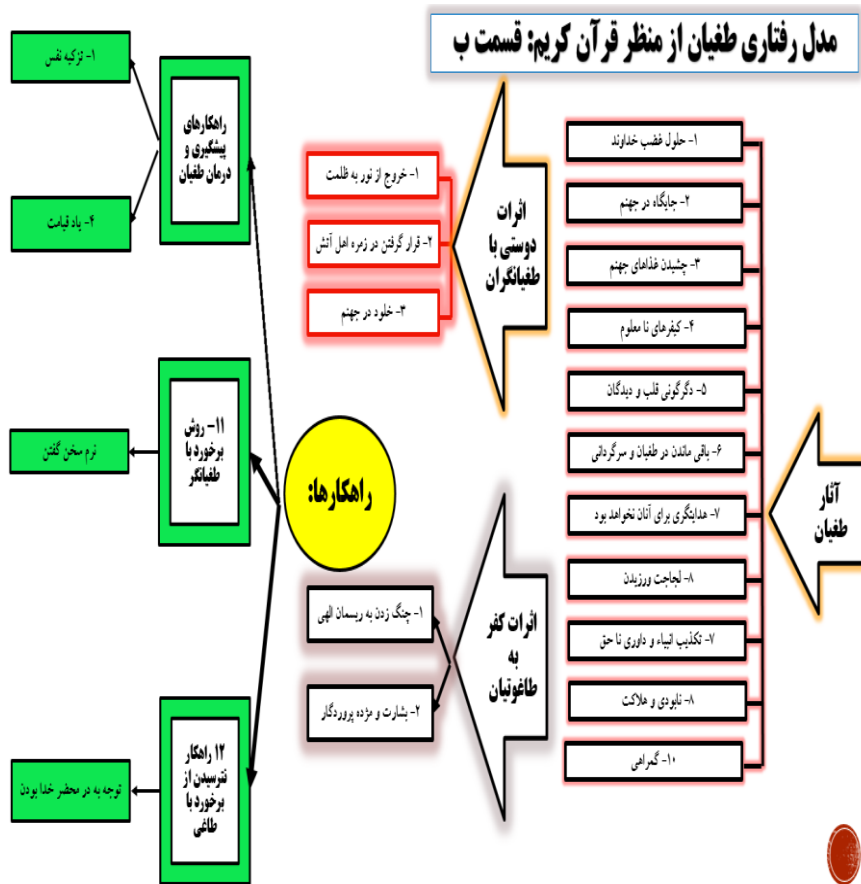 مدل رفتاری طغیان از منظر قرآن کریم: قسمت ب
آثار
طغیان
۱- حلول غضب خداوند
۲- جایگاه در جهنم
۳- چشیدن غذاهای جهنم
۴- کیفرهای نا معلوم
۵- دگرگونی قلب و دیدگان
۶- باقی ماندن در طغیان و سرگردانی
۷- هدایتگری برای آنان نخواهد بود
۸- لجاجت ورزیدن
۷- تکذیب انبیاء و داوری نا حق
۸- نابودی و هلاکت
۱۰- گمراهی
اثرات
دوستی با
طغیانگران
۱- خروج از نور به ظلمت
۲- قرار گرفتن در زمره اهل آتش
۳- خلود در جهنم
اثرات کفر
به
طاغوتیان
۱- چنگ زدن به ریسمان الهی
۲- بشارت و مژده پروردگار
راهکارها:
راهکارهای
پیشگیری و
درمان طغیان
۱- تزکیه نفس
۴- یاد قیامت
۱۱- روش
برخورد با
طغیانگر
نرم سخن گفتن
۱۲ راهکار
نترسیدن از
برخورد با
طاغی
توجه به در محضر خدا بودن